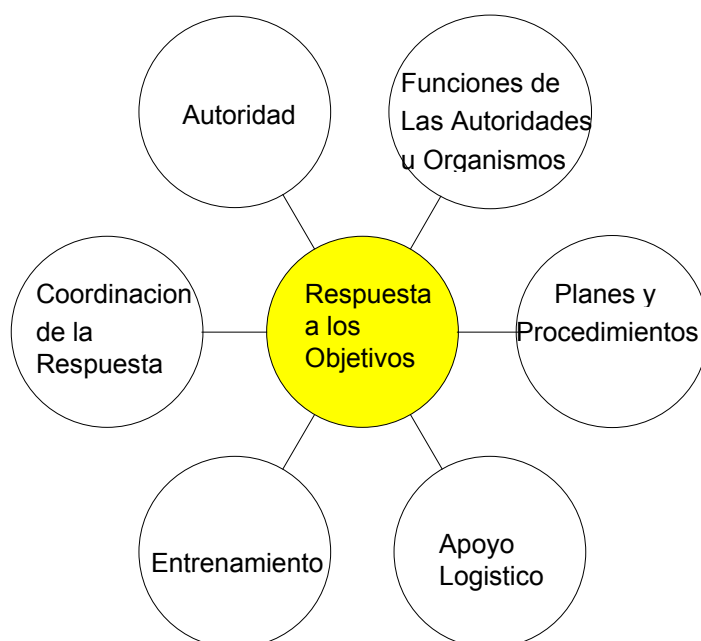 Autoridad
Funciones de
Las Autoridades
u Organismos
Coordinacion
de la
Respuesta
Respuesta
a los
Objetivos
Planes y
Procedimientos
Entrenamiento
Apoyo
Logistico